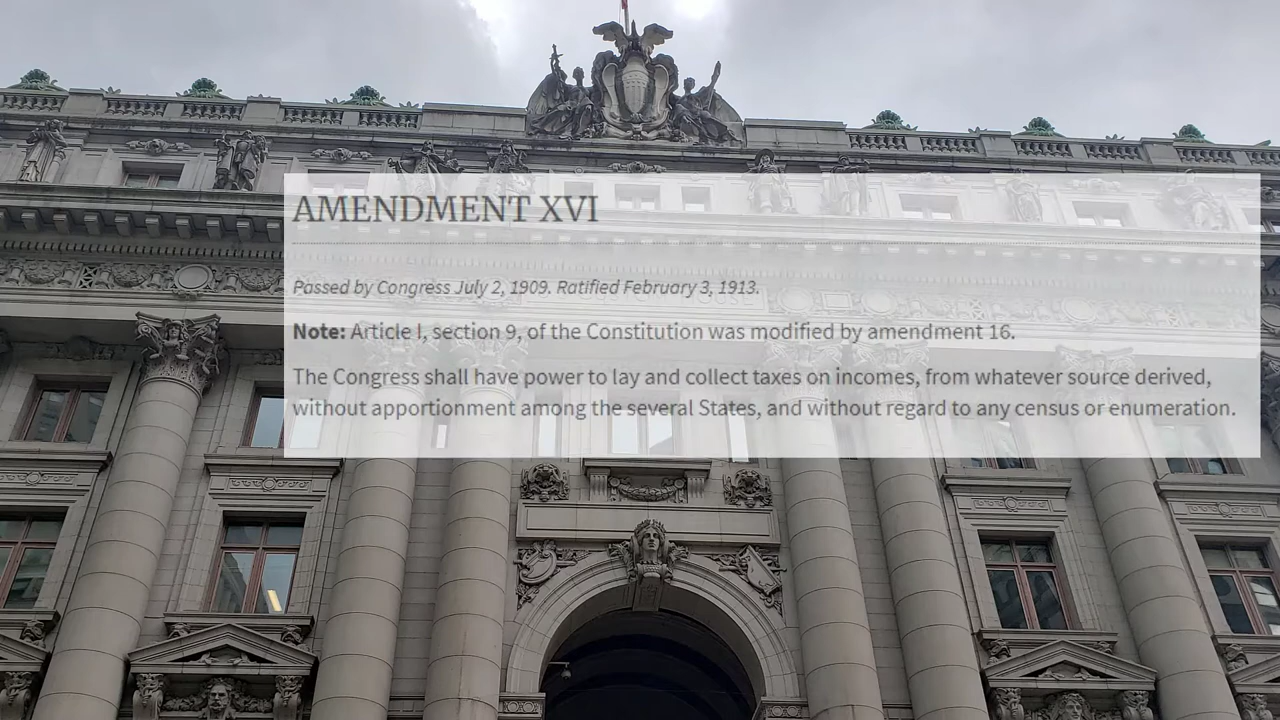 AMENDMENT XVI
Passed by Congress July 2, 1909. Ratified February 3, 1913.
Note: Article I, section 9, of the Constitution was modified by amendment 16.
The Congress shall have power to lay and collect taxes on incomes, from whatever source derived,
without apportionment among the several States, and without regard to any census or enumeration.